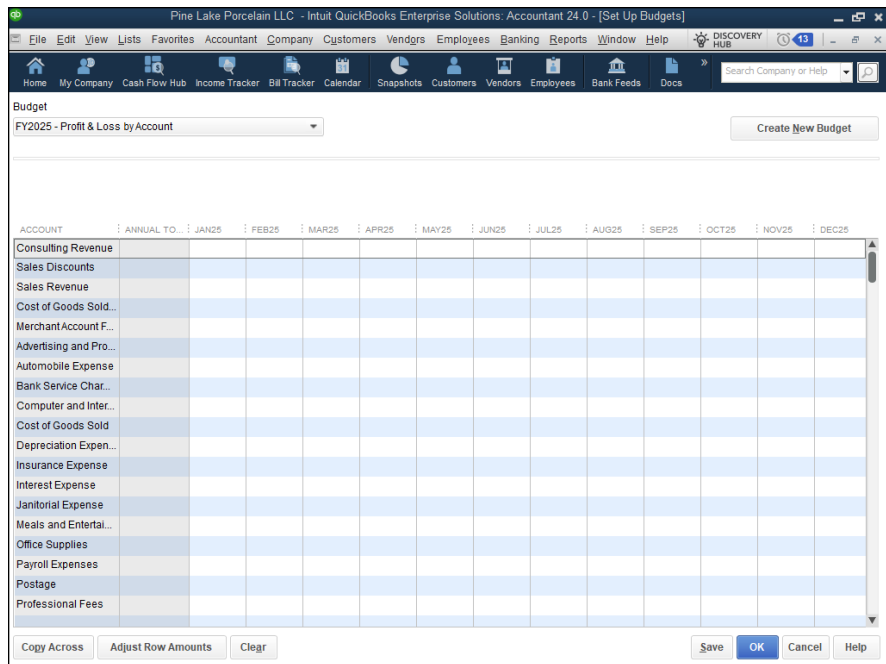 qb Pine Lake Porcelain LLC - Intuit QuickBooks Enterprise Solutions: Accountant 24.0 - [Set Up Budgets]
File Edit View Lists Favorites Accountant Company Customers Vendors Employees Banking Reports Window Help DISCOVERY HUB 13
Home My Company Cash Flow Hub Income Tracker Bill Tracker Calendar Snapshots Customers Vendors Employees Bank Feeds Docs » Search Company or Help
Budget
FY2025 - Profit & Loss by Account
Create New Budget
ACCOUNT ANNUAL TO... JAN25 FEB25 MAR25 APR25 MAY25 JUN25 JUL25 AUG25 SEP25 OCT25 NOV25 DEC25
Consulting Revenue
Sales Discounts
Sales Revenue
Cost of Goods Sold...
Merchant Account F...
Advertising and Pro...
Automobile Expense
Bank Service Char...
Computer and Inter...
Cost of Goods Sold
Depreciation Expen...
Insurance Expense
Interest Expense
Janitorial Expense
Meals and Entertai...
Office Supplies
Payroll Expenses
Postage
Professional Fees
Copy Across Adjust Row Amounts Clear Save OK Cancel Help